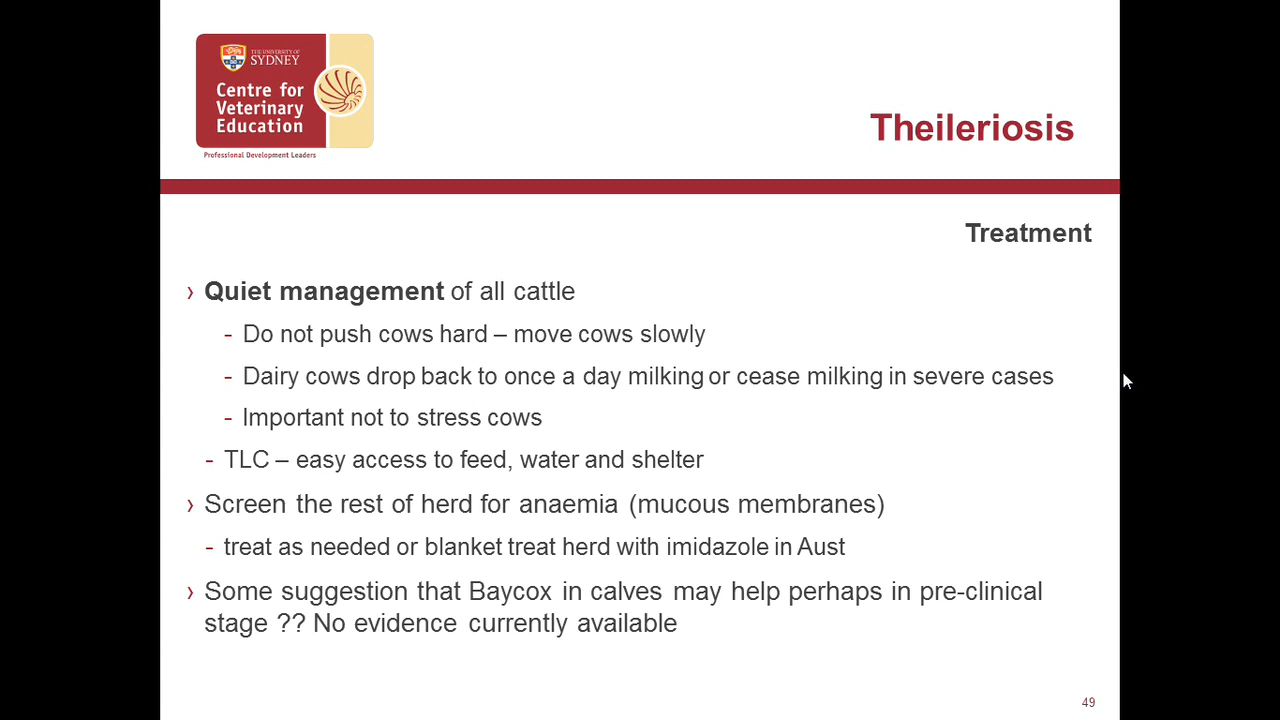 THE UNIVERSITY OF
SYDNEY
Centre for
Veterinary
Education
Professional Development Leaders
Theileriosis
Treatment
› Quiet management of all cattle
- Do not push cows hard – move cows slowly
- Dairy cows drop back to once a day milking or cease milking in severe cases
- Important not to stress cows
- TLC – easy access to feed, water and shelter
› Screen the rest of herd for anaemia (mucous membranes)
- treat as needed or blanket treat herd with imidazole in Aust
› Some suggestion that Baycox in calves may help perhaps in pre-clinical
stage ?? No evidence currently available
49